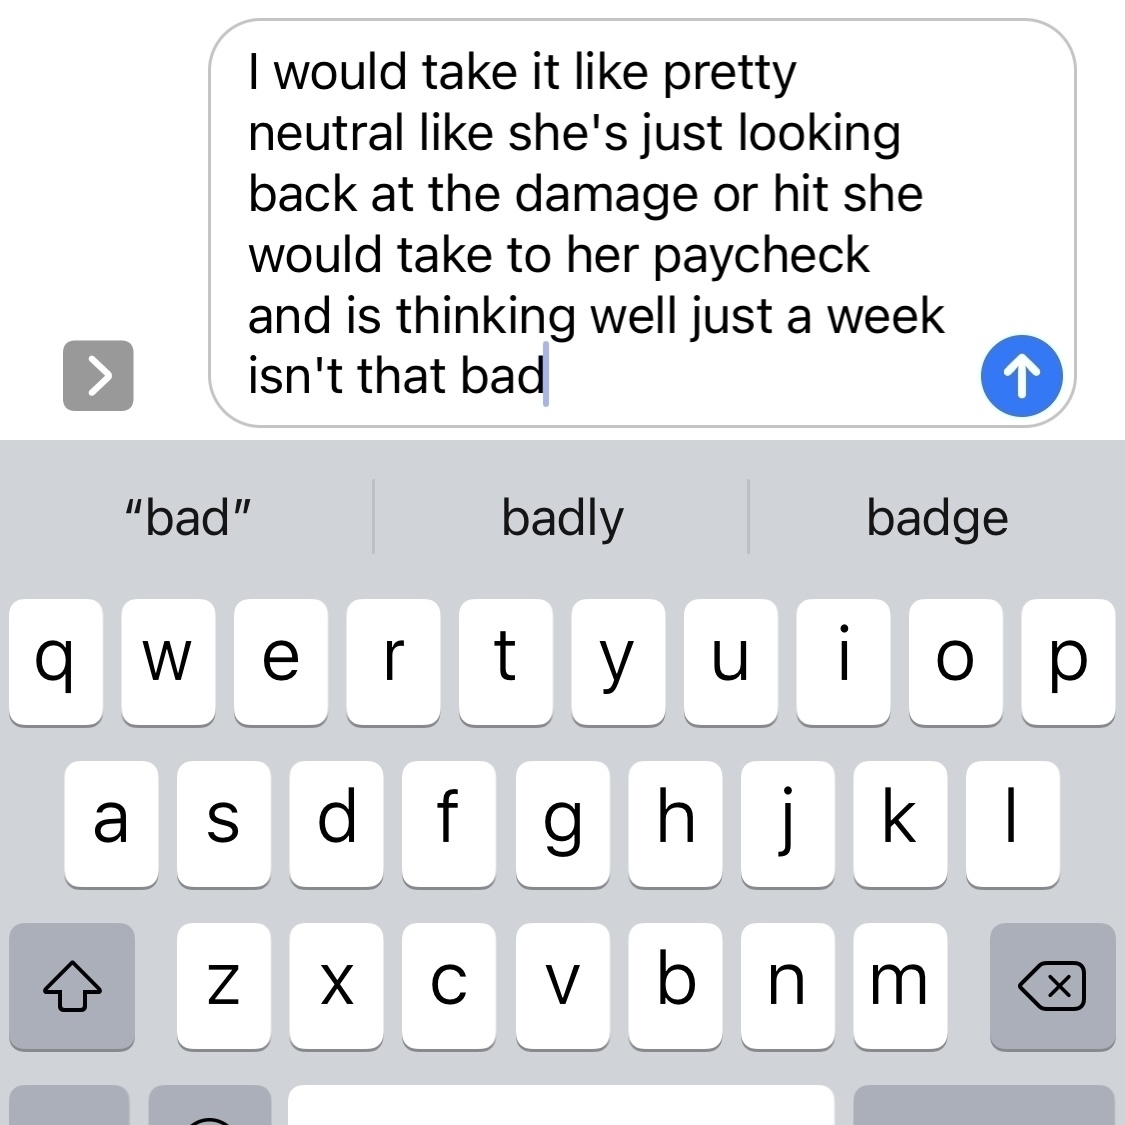 I would take it like pretty
neutral like she's just looking
back at the damage or hit she
would take to her paycheck
and is thinking well just a week
isn't that bad
“bad” badly badge
q w e r t y u i o p
a s d f g h j k l
z x c v b n m